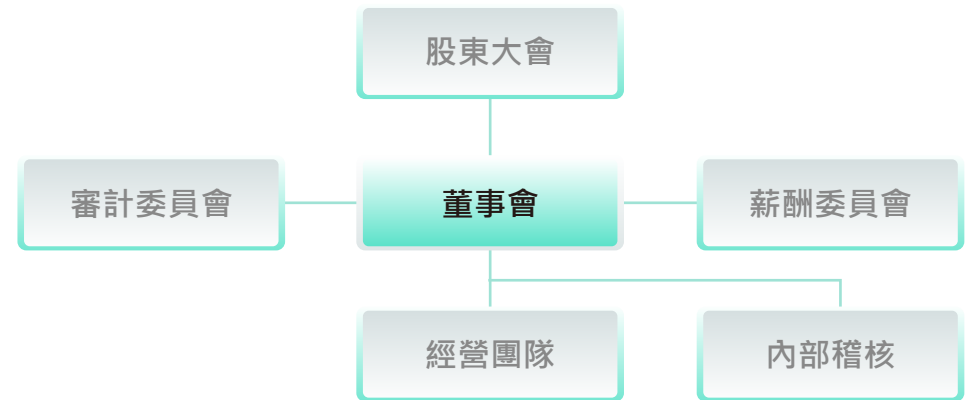 股東大會
審計委員會
董事會
薪酬委員會
經營團隊
內部稽核